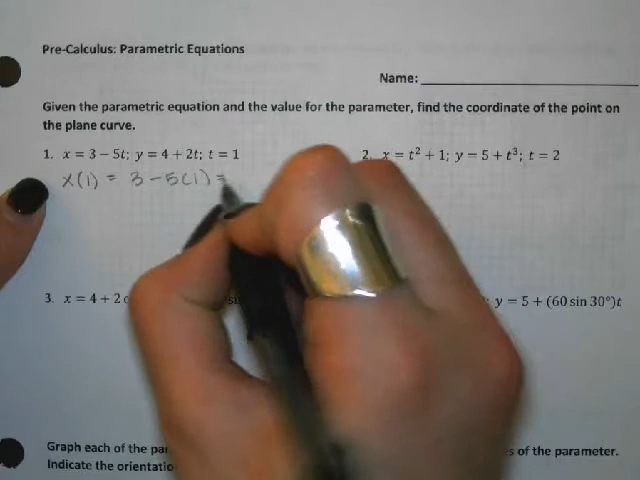 Pre-Calculus: Parametric Equations
Name:
Given the parametric equation and the value for the parameter, find the coordinate of the point on
the plane curve.
1. x = 3 – 5t; y = 4 + 2t; t = 1
2. x = t² + 1; y = 5 + t³; t = 2
x(1) = 3 – 5(1) =
3. x = 4 + 2
y = 5 + (60 sin 30°)t
Graph each of the
of the parameter.
Indicate the